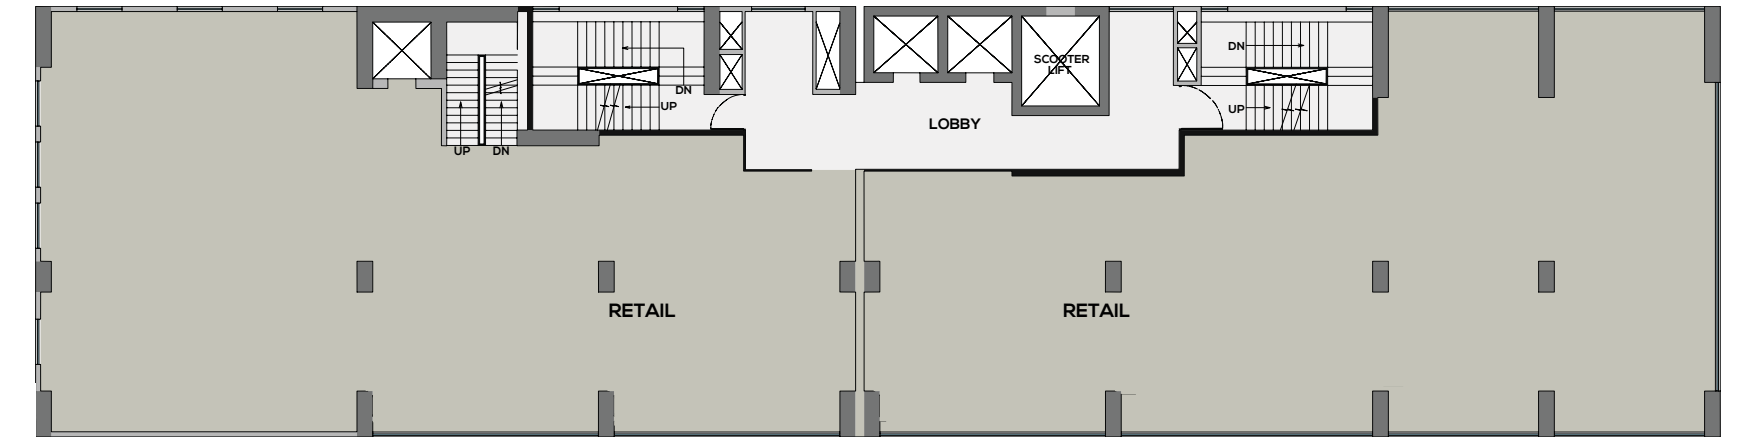 DN
UP
UP
DN
SCOOTER
LIFT
LOBBY
DN
UP
RETAIL
RETAIL